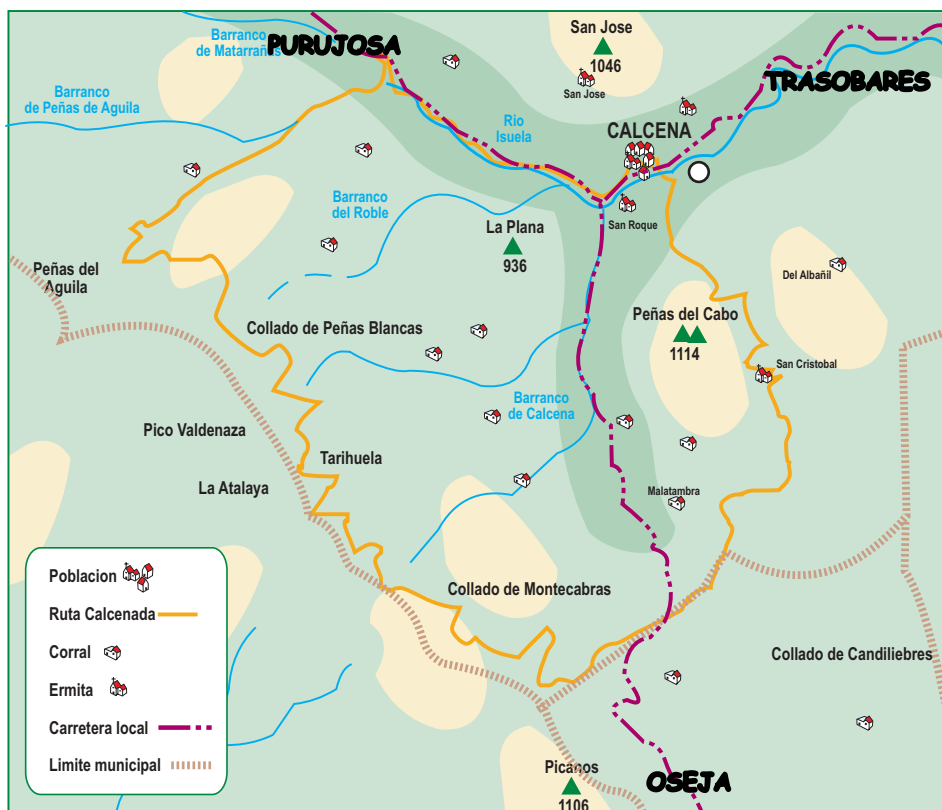 Barranco
de Matarrañas
PURUJOSA
San Jose
1046
San Jose
TRASOBARES
Barranco
de Peñas de Aguila
Rio
Isuela
CALCENA
Barranco
del Roble
San Roque
La Plana
936
Peñas del
Aguila
Del Albañil
Collado de Peñas Blancas
Peñas del Cabo
1114
San Cristobal
Barranco
de Calcena
Pico Valdenaza
Tarihuela
La Atalaya
Malatambra
Collado de Montecabras
Collado de Candiliebres
Picaños
1106
OSEJA
Poblacion
Ruta Calcenada
Corral
Ermita
Carretera local
Limite municipal